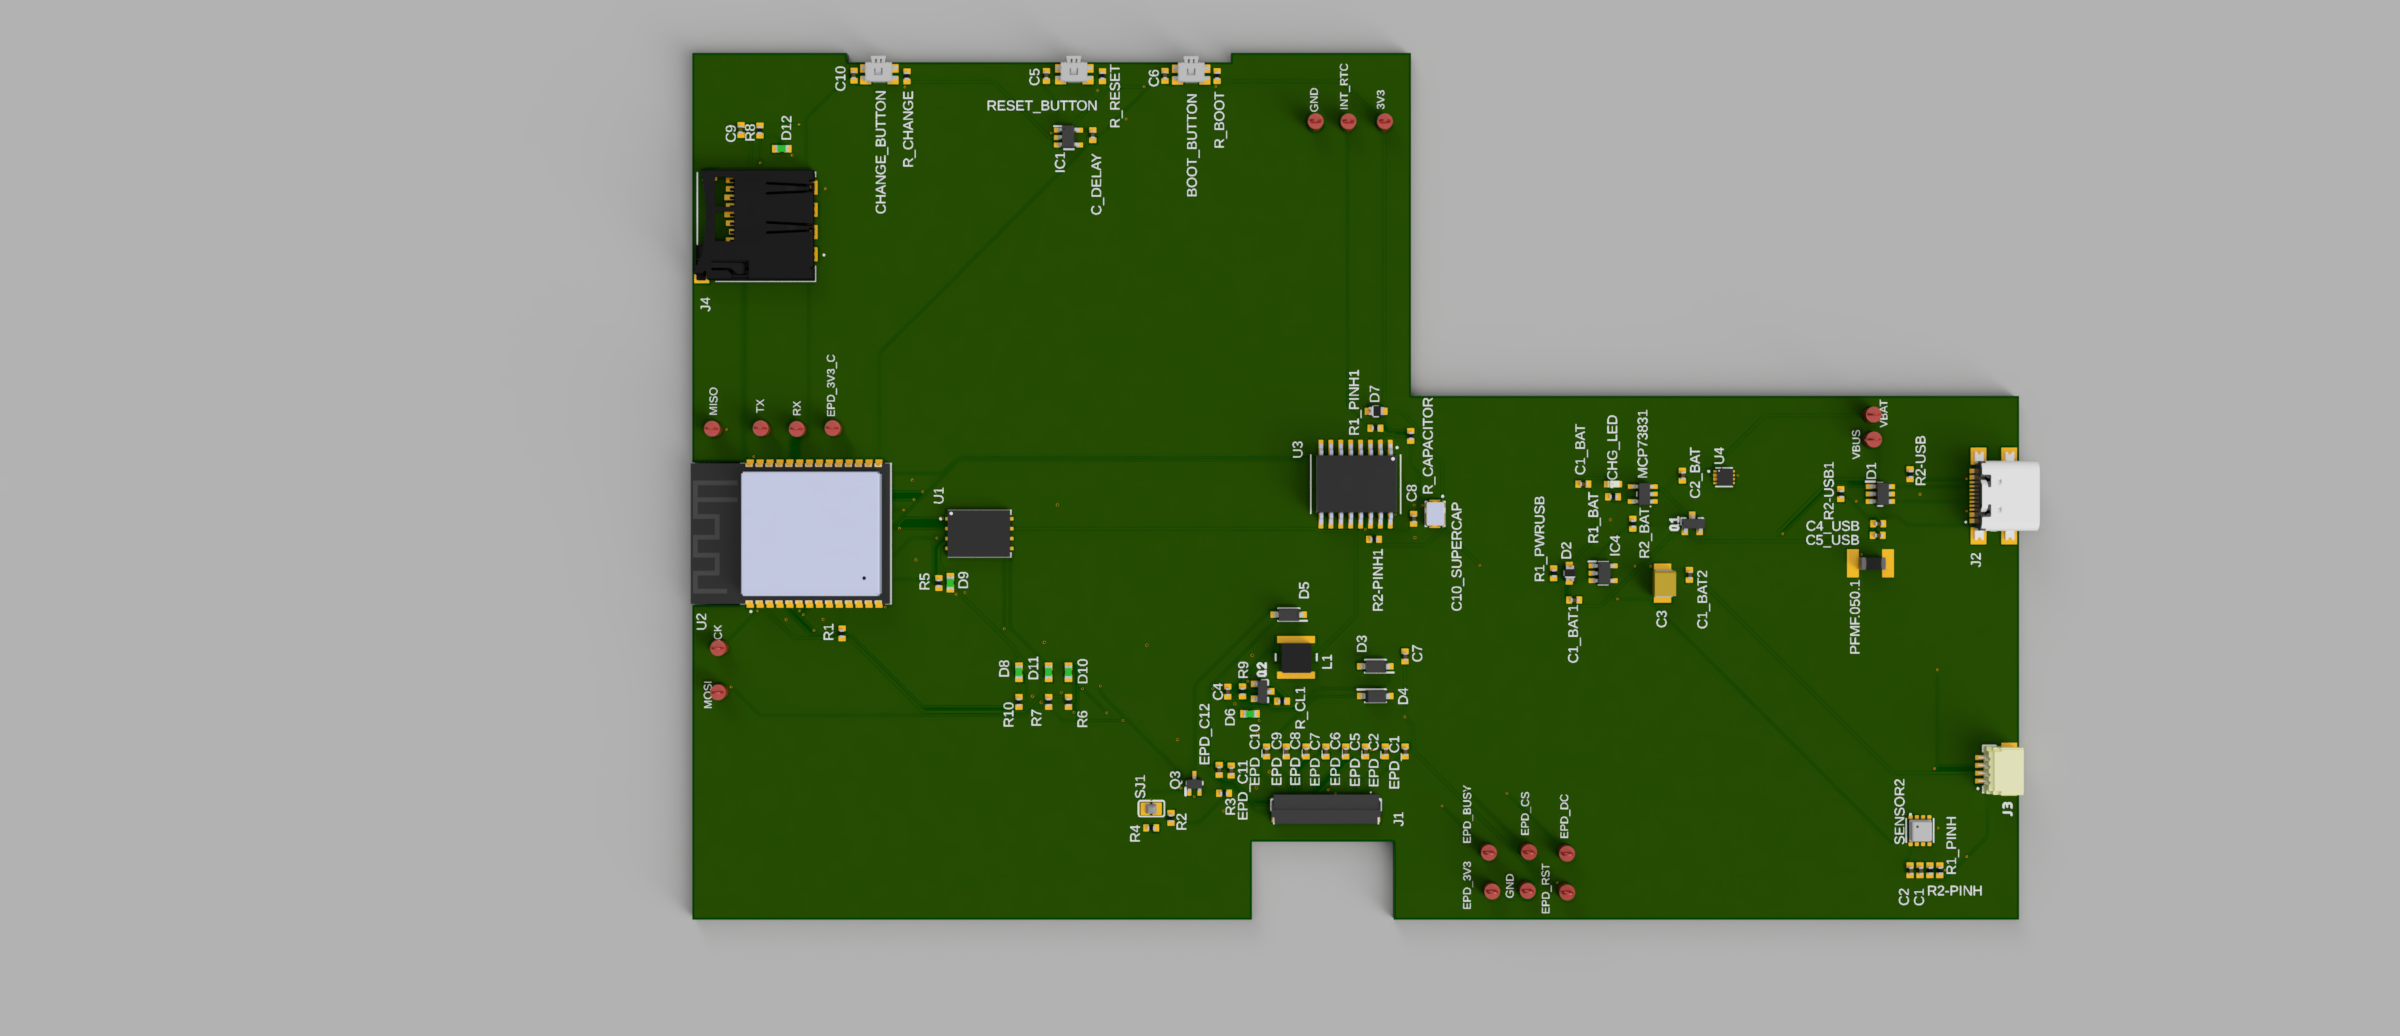 C10
CHANGE_BUTTON
R_CHANGE
C5
RESET_BUTTON
R_RESET
C6
BOOT_BUTTON
R_BOOT
GND
INT_RTC
3V3
C9
R8
D12
IC1
C_DELAY
J4
MISO
TX
RX
EPD_3V3_C
R1_PINH1
D7
U3
R_CAPACITOR
C8
C10_SUPERCAP
R2-PINH1
C1_BAT
CHG_LED
MCP73831
C2_BAT
U4
R1_BAT
R2_BAT
Q1
R1_PWRUSB
D2
IC4
C1_BAT1
C3
C1_BAT2
VBAT
VBUS
R2-USB
R2-USB1
D1
C4_USB
C5_USB
J2
PFMF.050.1
U1
R5
D9
U2
CK
R1
MOSI
D8
D11
D10
R10
R7
R6
D5
L1
D3
C7
D4
R9
Q2
C4
D6
R_CL1
EPD_C12
EPD_C10
EPD_C9
EPD_C8
EPD_C7
EPD_C6
EPD_C5
EPD_C2
EPD_C1
EPD_C11
SJ1
Q3
R3
R4
R2
J1
EPD_BUSY
EPD_CS
EPD_DC
EPD_3V3
GND
EPD_RST
J3
SENSOR2
R1_PINH
C2
C1
R2-PINH